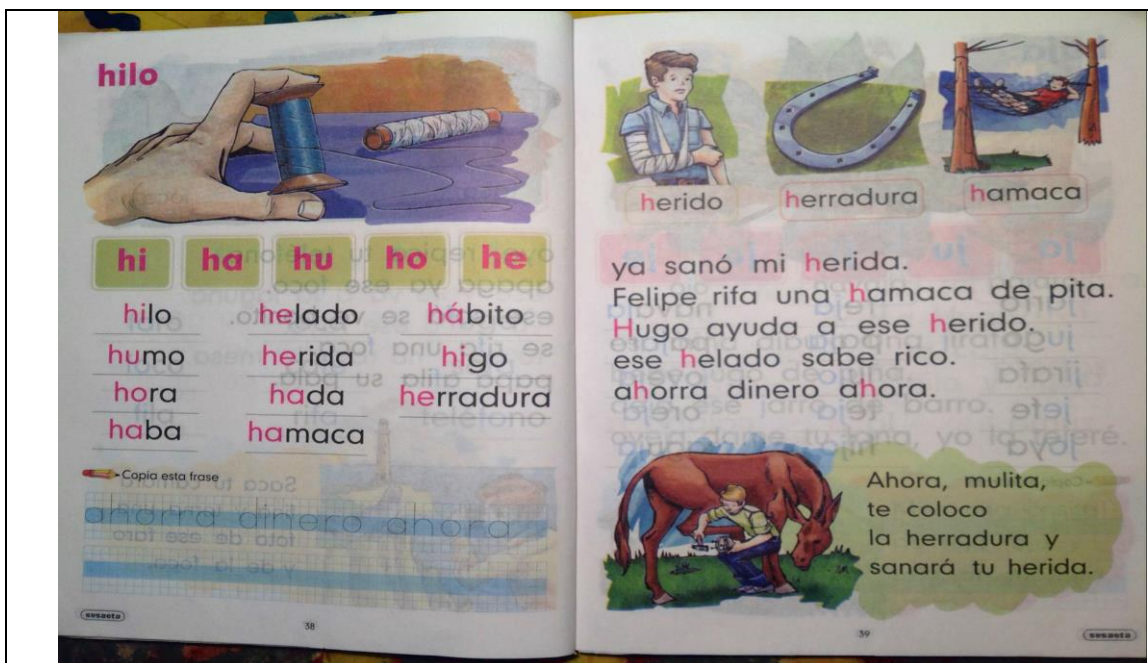 hilo
hi ha hu ho he
hilo helado hábito
humo herida higo
hora hada herradura
haba hamaca
Copia esta frase
ahorra dinero ahora
susaeta
38
herido herradura hamaca
ya sanó mi herida.
Felipe rifa una hamaca de pita.
Hugo ayuda a ese herido.
ese helado sabe rico.
ahorra dinero ahora.
Ahora, mulita,
te coloco
la herradura y
sanará tu herida.
39
susaeta